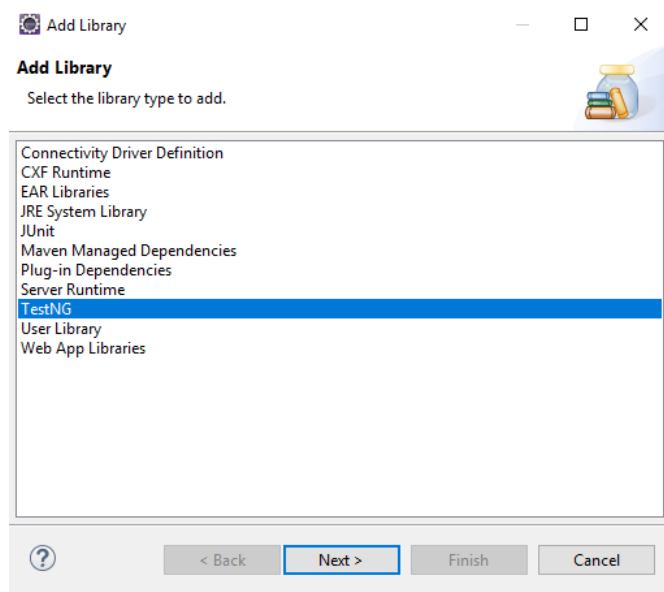 Add Library
Add Library
Select the library type to add.
Connectivity Driver Definition
CXF Runtime
EAR Libraries
JRE System Library
JUnit
Maven Managed Dependencies
Plug-in Dependencies
Server Runtime
TestNG
User Library
Web App Libraries
? < Back Next > Finish Cancel